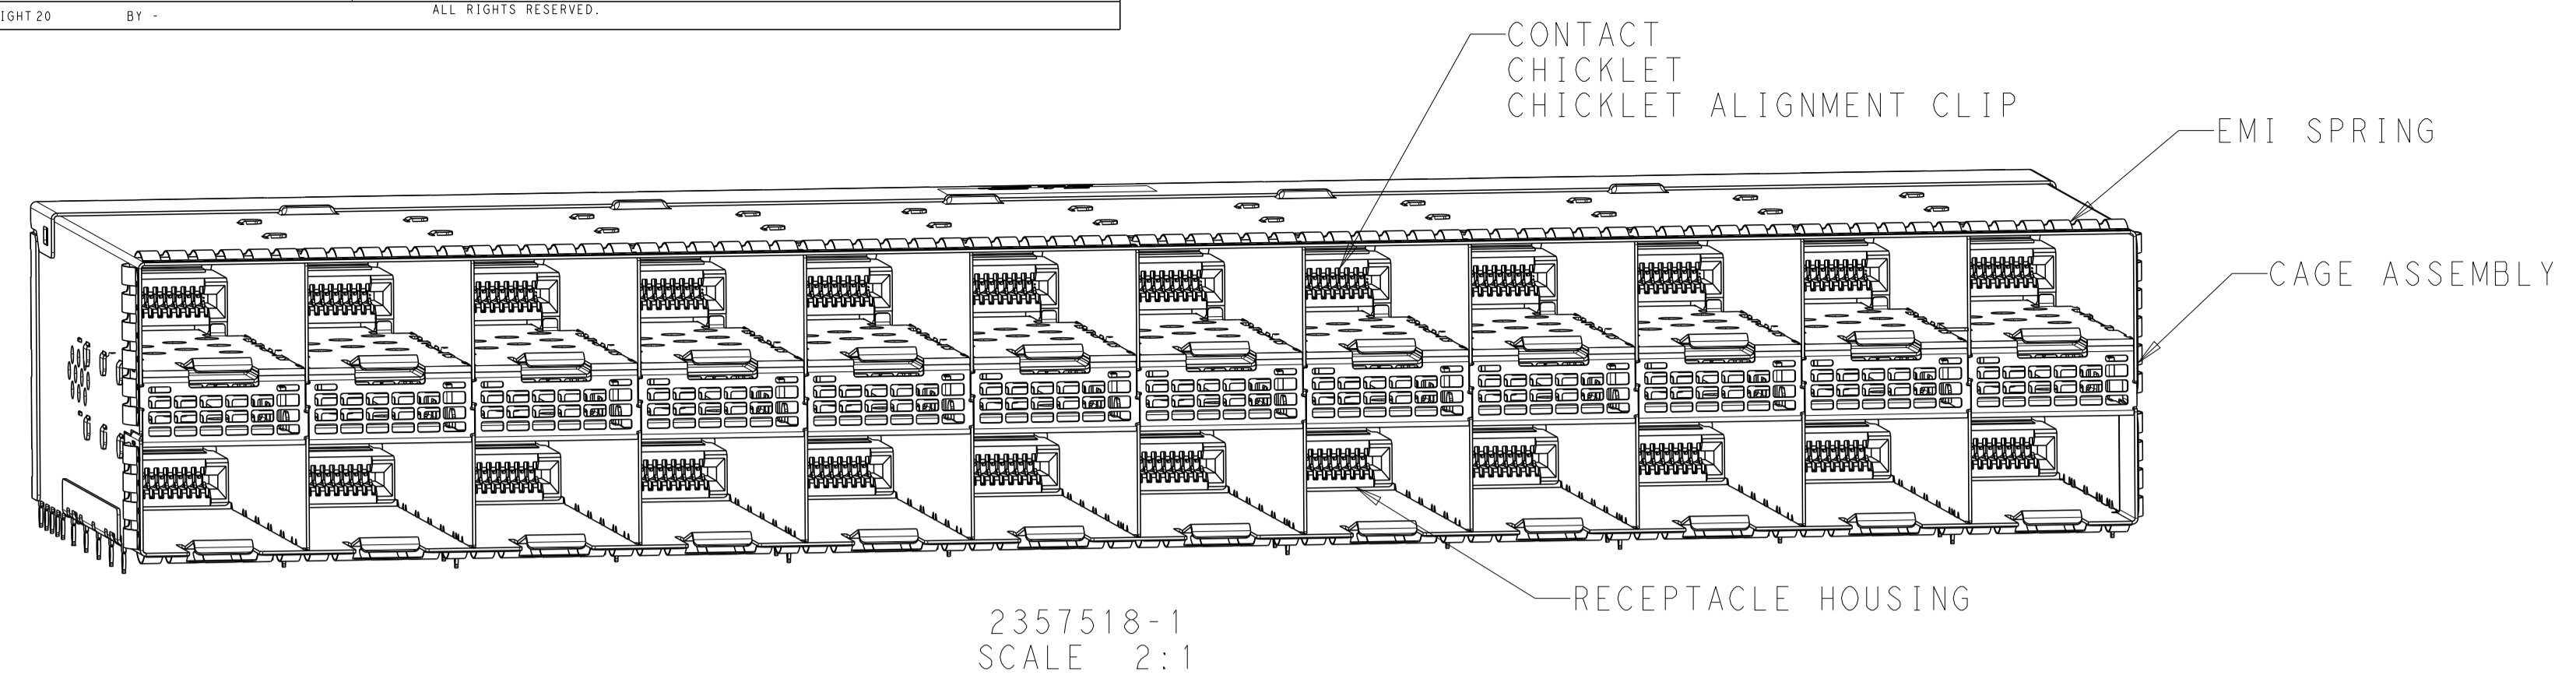 ALL RIGHTS RESERVED.
IGHT 20 BY -
CONTACT
CHICKLET
CHICKLET ALIGNMENT CLIP
EMI SPRING
CAGE ASSEMBLY
RECEPTACLE HOUSING
2357518-1
SCALE 2:1